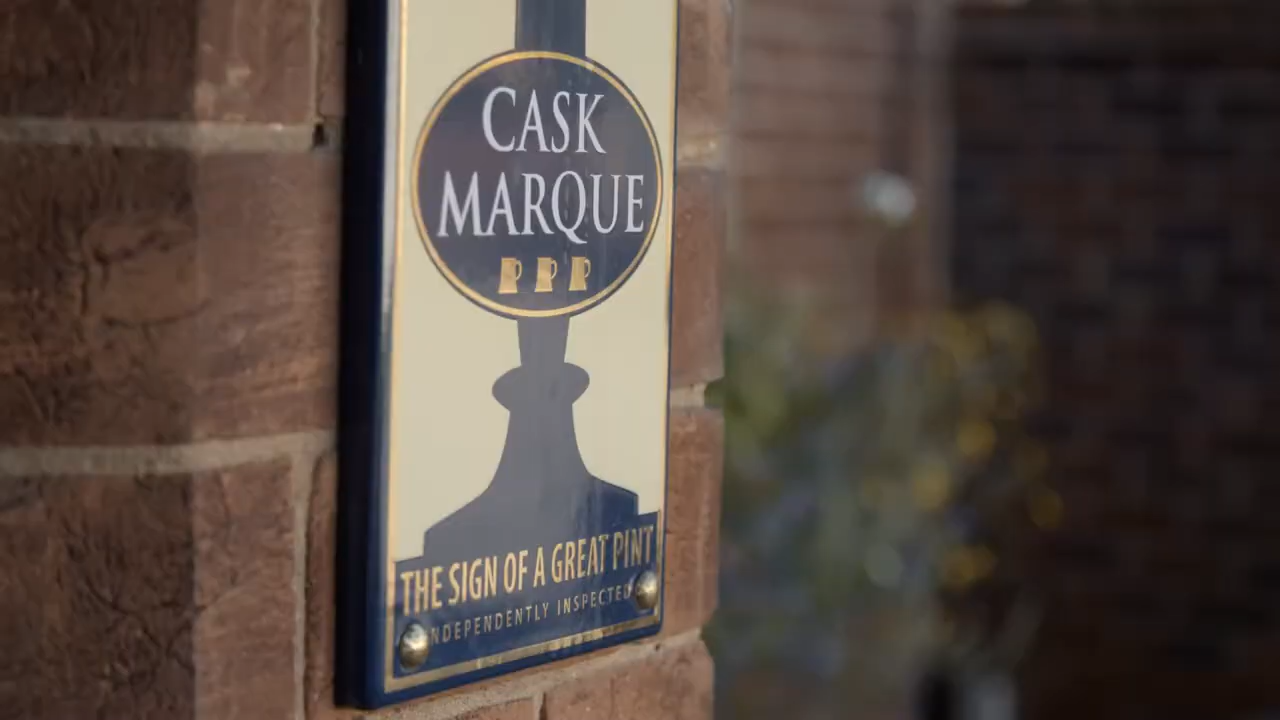 CASK
MARQUE
THE SIGN OF A GREAT PINT
INDEPENDENTLY INSPECTED